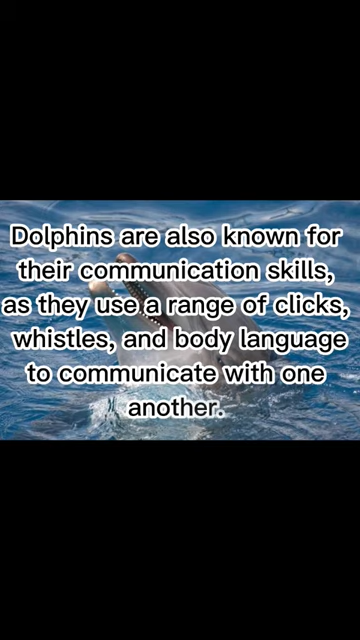 Dolphins are also known for
their communication skills,
as they use a range of clicks,
whistles, and body language
to communicate with one
another.